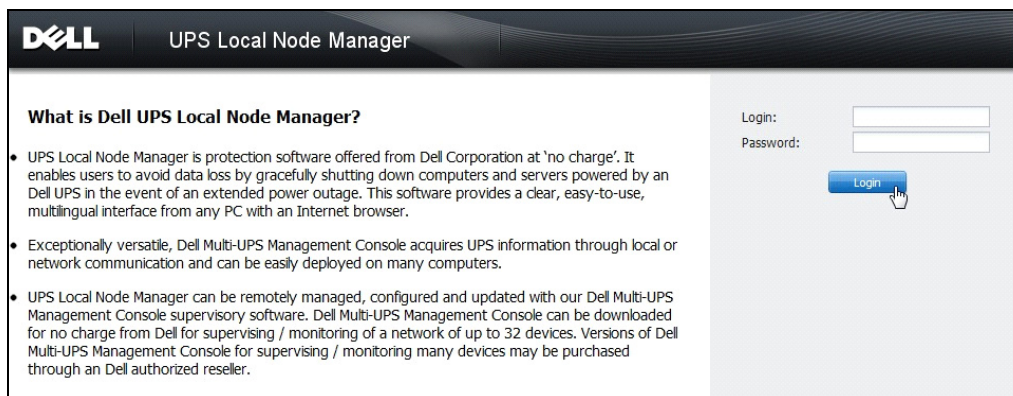 DELL UPS Local Node Manager
What is Dell UPS Local Node Manager?
• UPS Local Node Manager is protection software offered from Dell Corporation at ‘no charge’. It
enables users to avoid data loss by gracefully shutting down computers and servers powered by an
Dell UPS in the event of an extended power outage. This software provides a clear, easy-to-use,
multilingual interface from any PC with an Internet browser.
• Exceptionally versatile, Dell Multi-UPS Management Console acquires UPS information through local or
network communication and can be easily deployed on many computers.
• UPS Local Node Manager can be remotely managed, configured and updated with our Dell Multi-UPS
Management Console supervisory software. Dell Multi-UPS Management Console can be downloaded
for no charge from Dell for supervising / monitoring of a network of up to 32 devices. Versions of Dell
Multi-UPS Management Console for supervising / monitoring many devices may be purchased
through an Dell authorized reseller.
Login:
Password:
Login